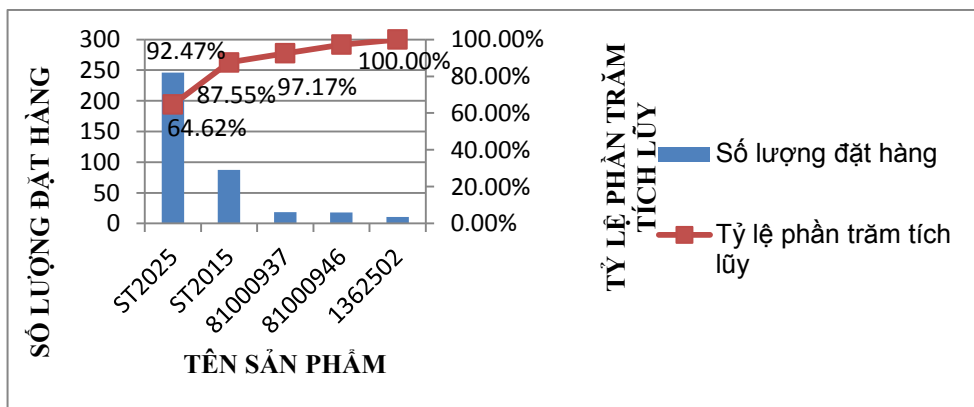 300
250
200
150
100
50
0
SỐ LƯỢNG ĐẶT HÀNG
92.47%
64.62%
87.55%
97.17%
100.00%
100.00%
80.00%
60.00%
40.00%
20.00%
0.00%
ST2025
ST2015
81000937
81000946
1362502
TÊN SẢN PHẨM
TỶ LỆ PHẦN TRĂM
TÍCH LŨY
Số lượng đặt hàng
Tỷ lệ phần trăm tích
lũy